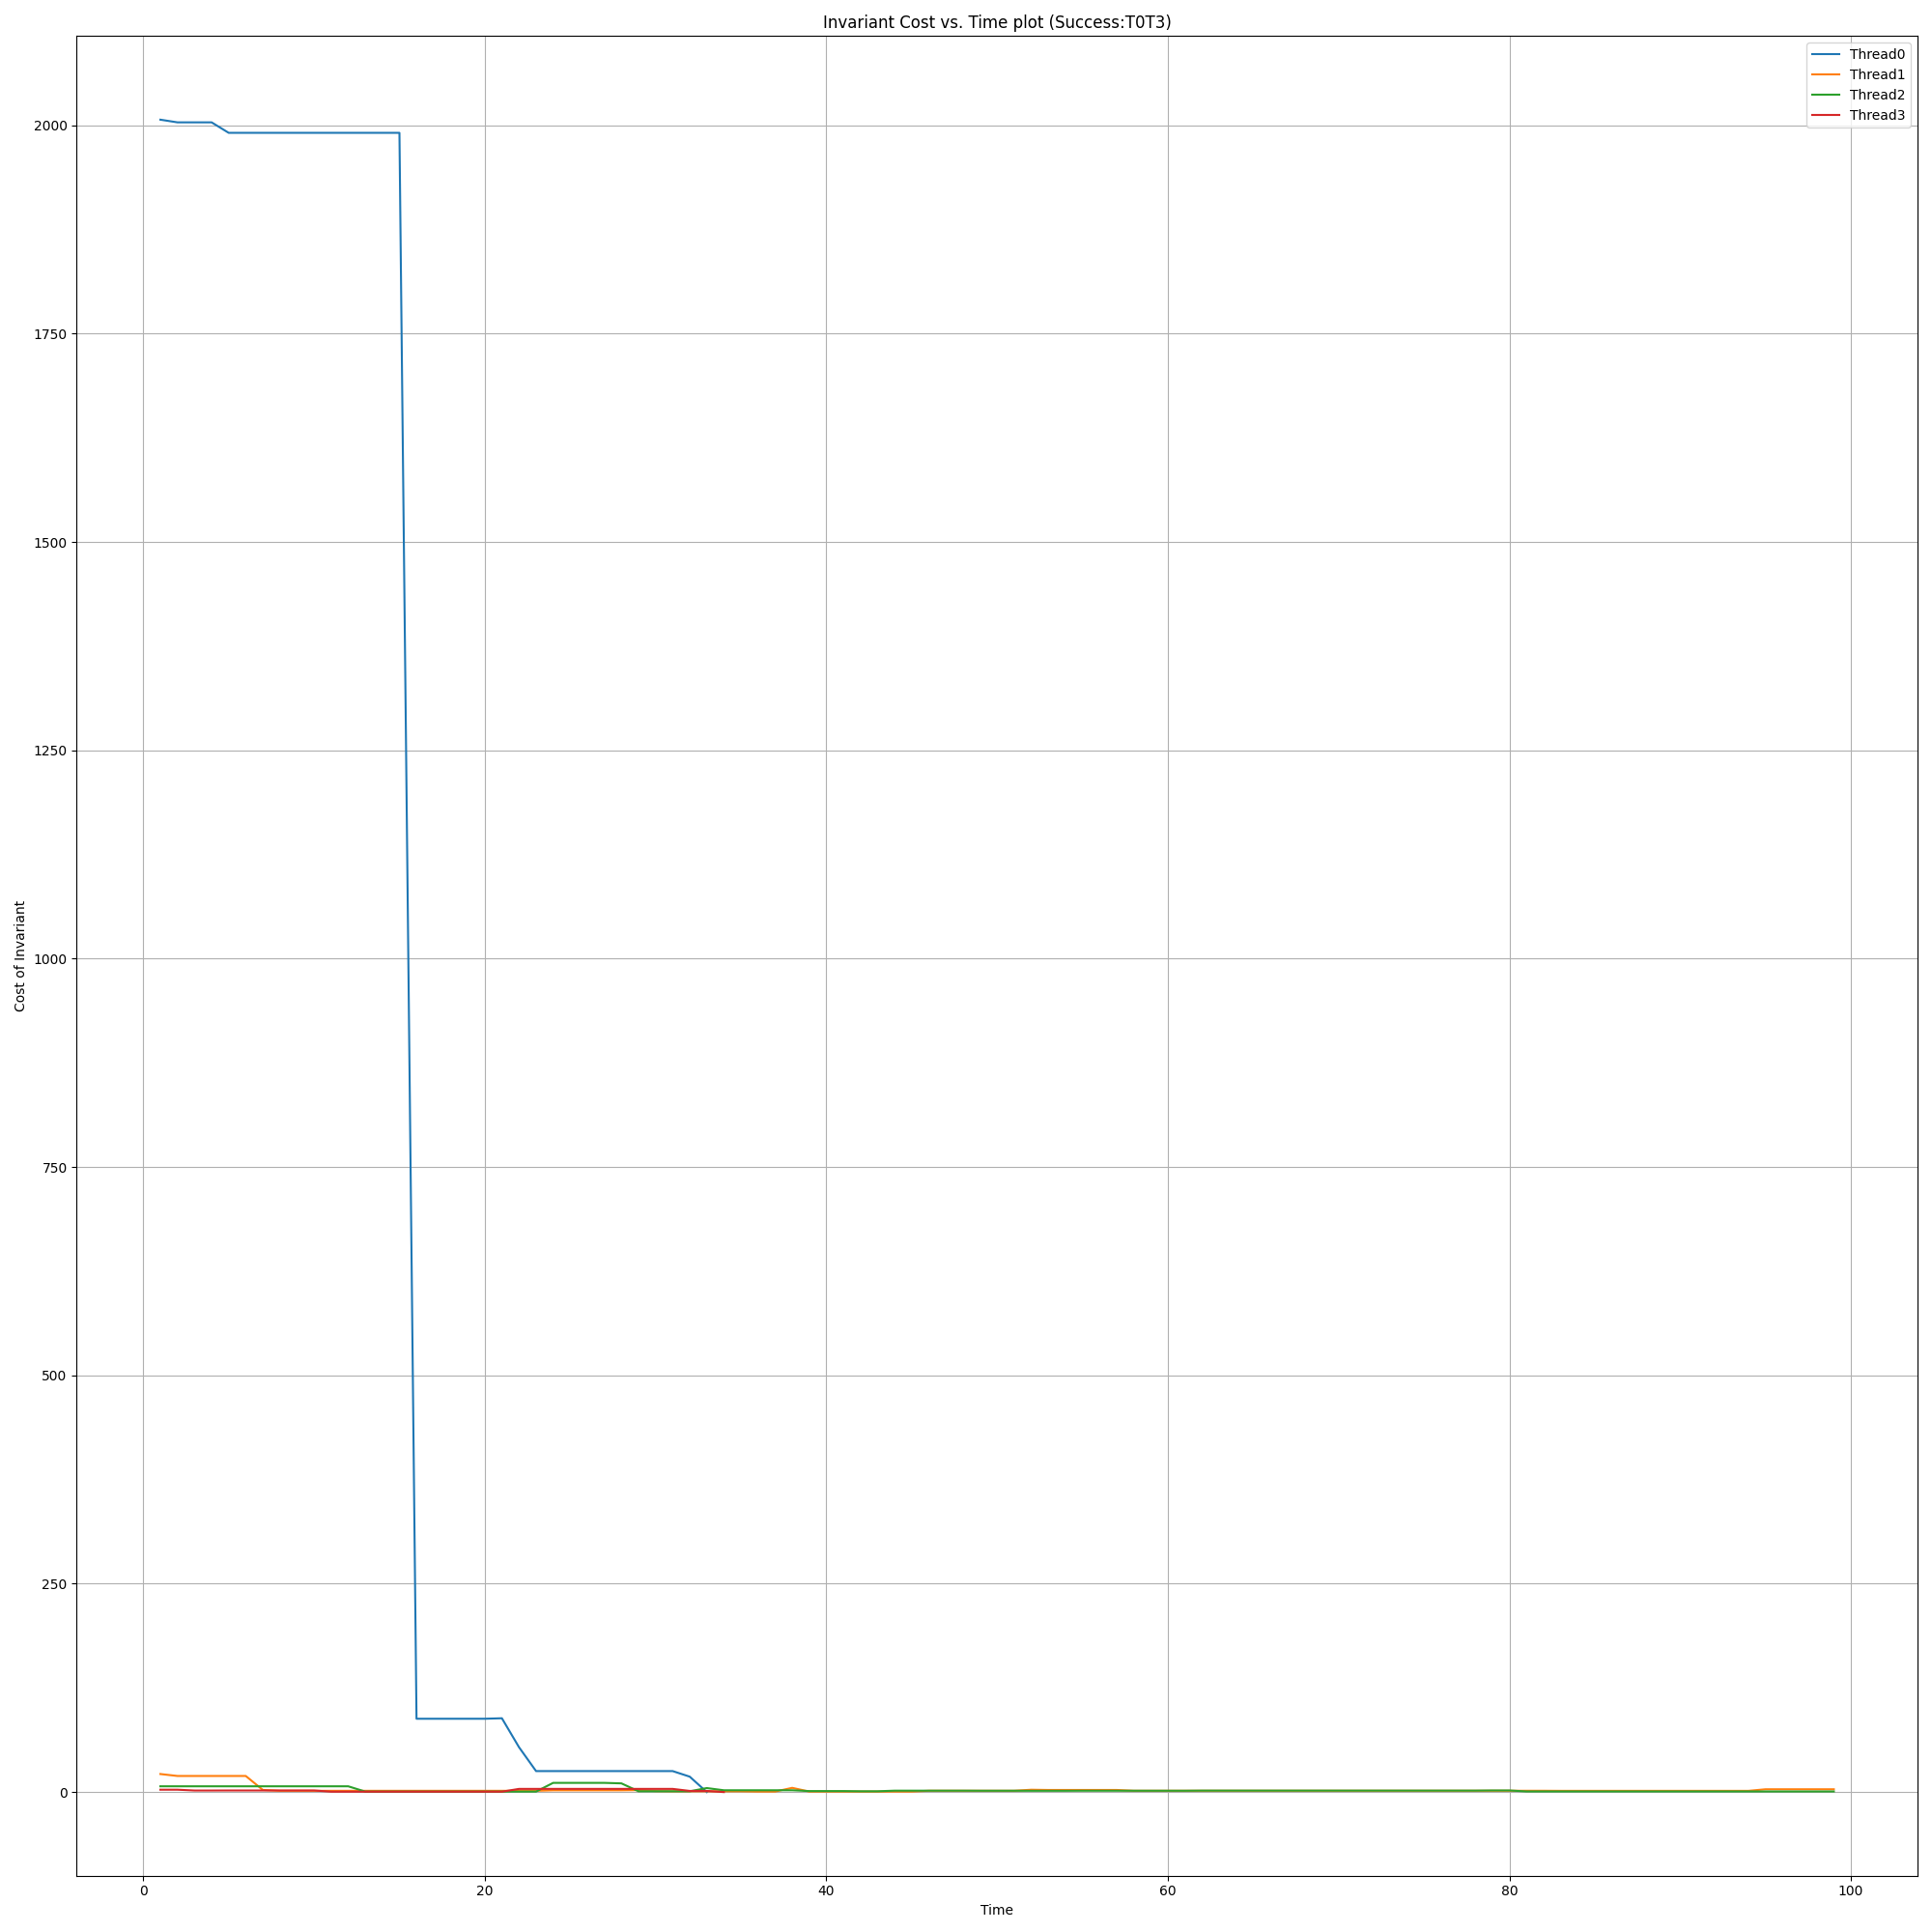 Invariant Cost vs. Time plot (Success:T0T3)
Thread0
Thread1
Thread2
Thread3
2000
1750
1500
1250
1000
750
500
250
0
Cost of Invariant
0 20 40 60 80 100
Time